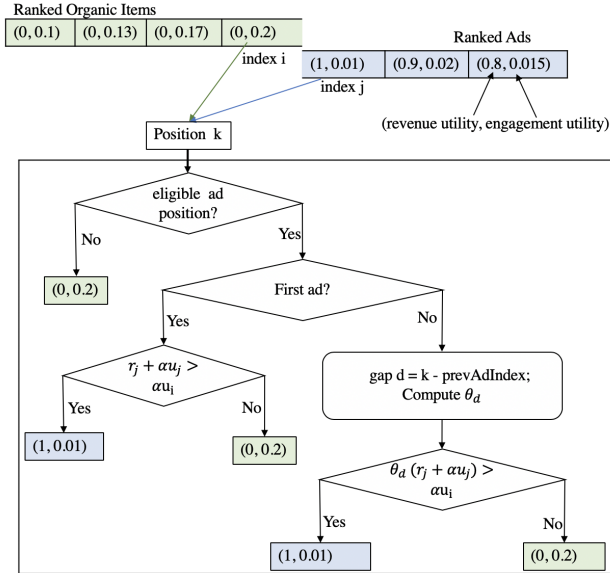 Ranked Organic Items
(0, 0.1) (0, 0.13) (0, 0.17) (0, 0.2)
index i
Ranked Ads
(1, 0.01) (0.9, 0.02) (0.8, 0.015)
index j
(revenue utility, engagement utility)
Position k
eligible ad
position?
No
Yes
(0, 0.2)
First ad?
Yes
No
r_j + αu_j >
αu_i
gap d = k - prevAdIndex;
Compute θ_d
Yes
No
(1, 0.01)
(0, 0.2)
θ_d (r_j + αu_j) >
αu_i
Yes
No
(1, 0.01)
(0, 0.2)